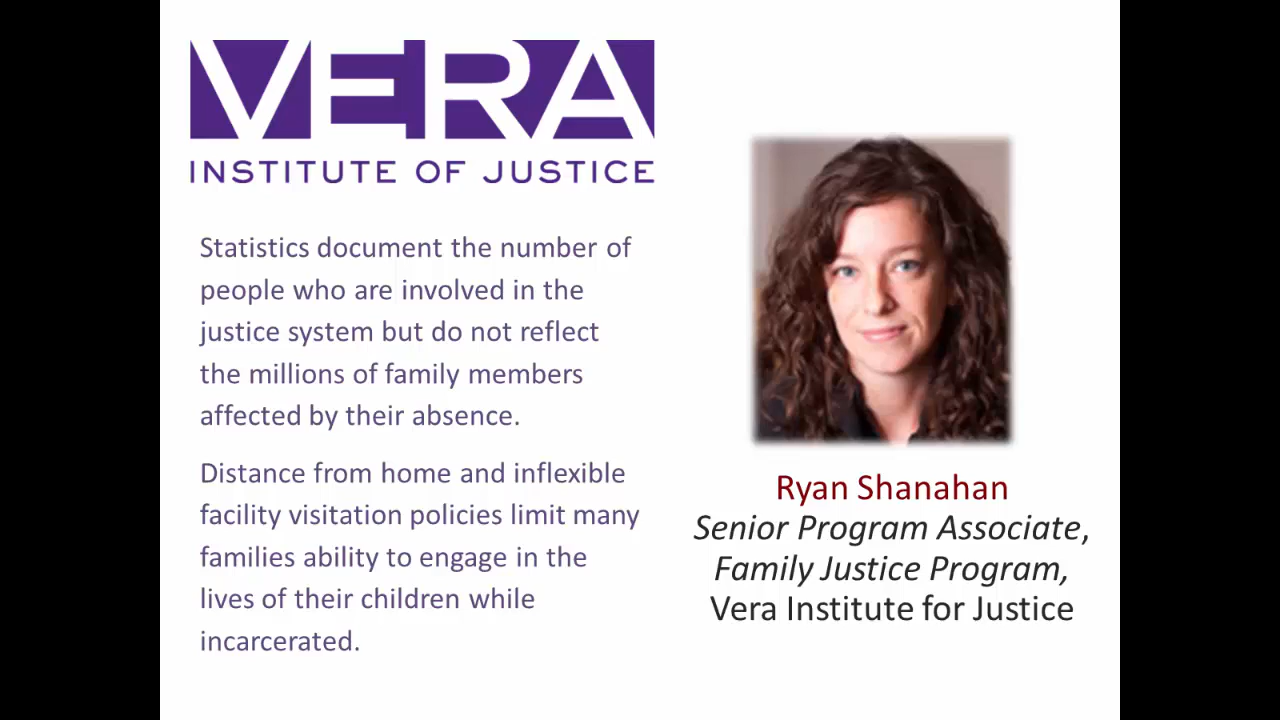 VERA
INSTITUTE OF JUSTICE
Statistics document the number of
people who are involved in the
justice system but do not reflect
the millions of family members
affected by their absence.
Distance from home and inflexible
facility visitation policies limit many
families ability to engage in the
lives of their children while
incarcerated.
Ryan Shanahan
Senior Program Associate,
Family Justice Program,
Vera Institute for Justice